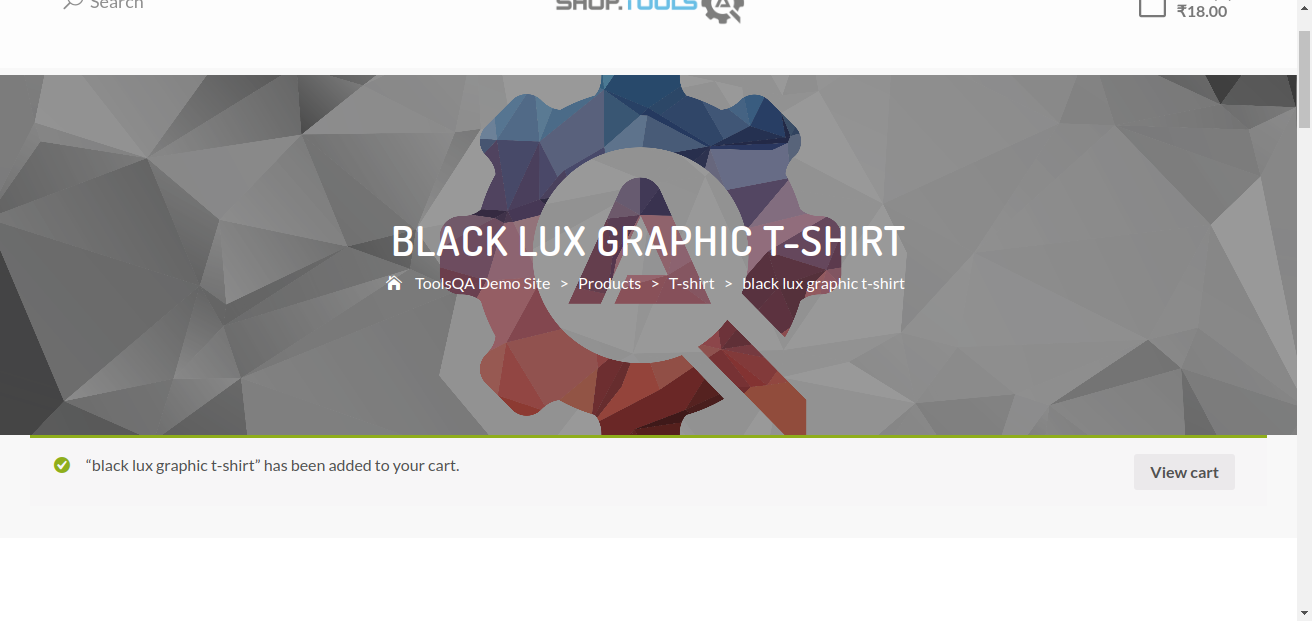 Search
SHOP.TOOLS
₹18.00
BLACK LUX GRAPHIC T-SHIRT
ToolsQA Demo Site > Products > T-shirt > black lux graphic t-shirt
“black lux graphic t-shirt” has been added to your cart.
View cart